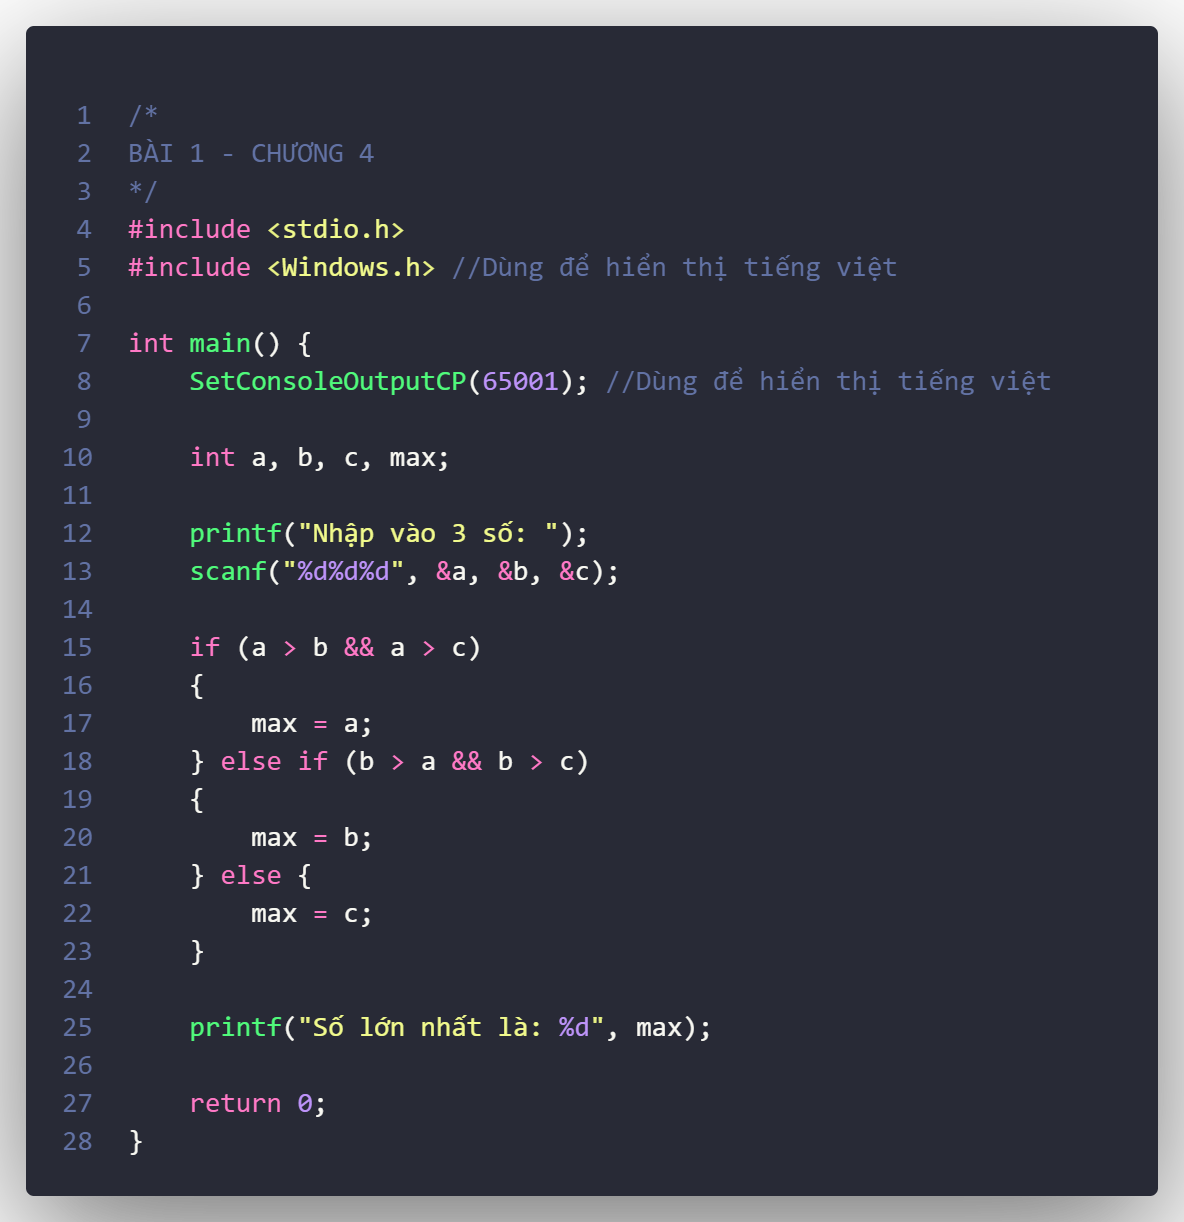 1 /*
2 BÀI 1 - CHƯƠNG 4
3 */
4 #include <stdio.h>
5 #include <Windows.h> //Dùng để hiển thị tiếng việt
6
7 int main() {
8     SetConsoleOutputCP(65001); //Dùng để hiển thị tiếng việt
9
10     int a, b, c, max;
11
12     printf("Nhập vào 3 số: ");
13     scanf("%d%d%d", &a, &b, &c);
14
15     if (a > b && a > c)
16     {
17         max = a;
18     } else if (b > a && b > c)
19     {
20         max = b;
21     } else {
22         max = c;
23     }
24
25     printf("Số lớn nhất là: %d", max);
26
27     return 0;
28 }